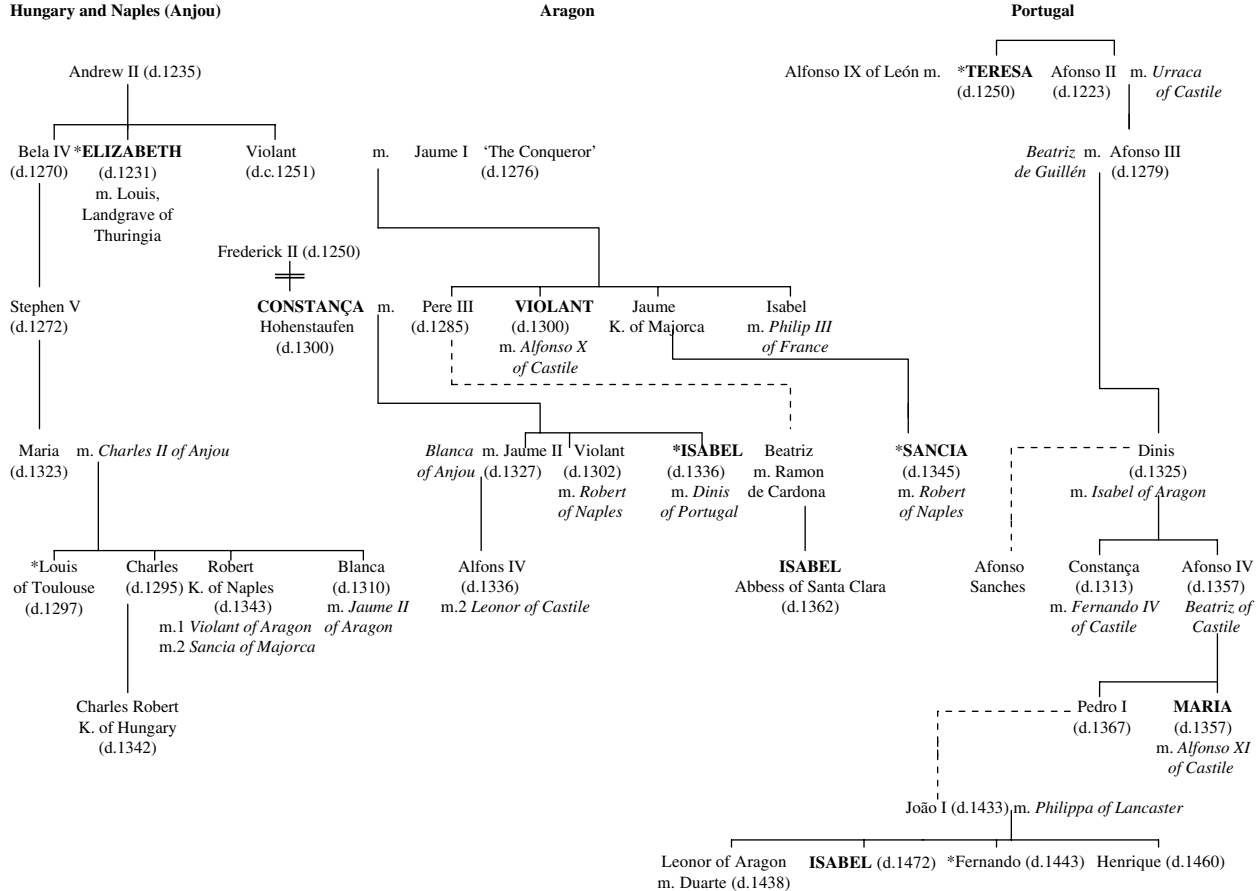 Hungary and Naples (Anjou)
Aragon
Portugal
Andrew II (d.1235)
Alfonso IX of León m.
*TERESA
(d.1250)
Afonso II
(d.1223)
m. Urraca
of Castile
Bela IV
(d.1270)
*ELIZABETH
(d.1231)
m. Louis,
Landgrave of
Thuringia
Violant
(d.c.1251)
m.
Jaume I
‘The Conqueror’
(d.1276)
Beatriz
de Guillén
m. Afonso III
(d.1279)
Frederick II (d.1250)
Stephen V
(d.1272)
CONSTANÇA
Hohenstaufen
(d.1300)
m.
Pere III
(d.1285)
VIOLANT
(d.1300)
m. Alfonso X
of Castile
Jaume
K. of Majorca
Isabel
m. Philip III
of France
Maria
(d.1323)
m. Charles II of Anjou
Blanca
of Anjou
m. Jaume II
(d.1327)
Violant
(d.1302)
m. Robert
of Naples
*ISABEL
(d.1336)
m. Dinis
of Portugal
Beatriz
m. Ramon
de Cardona
*SANCIA
(d.1345)
m. Robert
of Naples
Dinis
(d.1325)
m. Isabel of Aragon
*Louis
of Toulouse
(d.1297)
Charles
(d.1295)
Robert
K. of Naples
(d.1343)
m.1 Violant of Aragon
m.2 Sancia of Majorca
Blanca
(d.1310)
m. Jaume II
of Aragon
Alfons IV
(d.1336)
m.2 Leonor of Castile
ISABEL
Abbess of Santa Clara
(d.1362)
Afonso
Sanches
Constança
(d.1313)
m. Fernando IV
of Castile
Afonso IV
(d.1357)
Beatriz of
Castile
Charles Robert
K. of Hungary
(d.1342)
Pedro I
(d.1367)
MARIA
(d.1357)
m. Alfonso XI
of Castile
João I (d.1433) m. Philippa of Lancaster
Leonor of Aragon
m. Duarte (d.1438)
ISABEL (d.1472)
*Fernando (d.1443)
Henrique (d.1460)